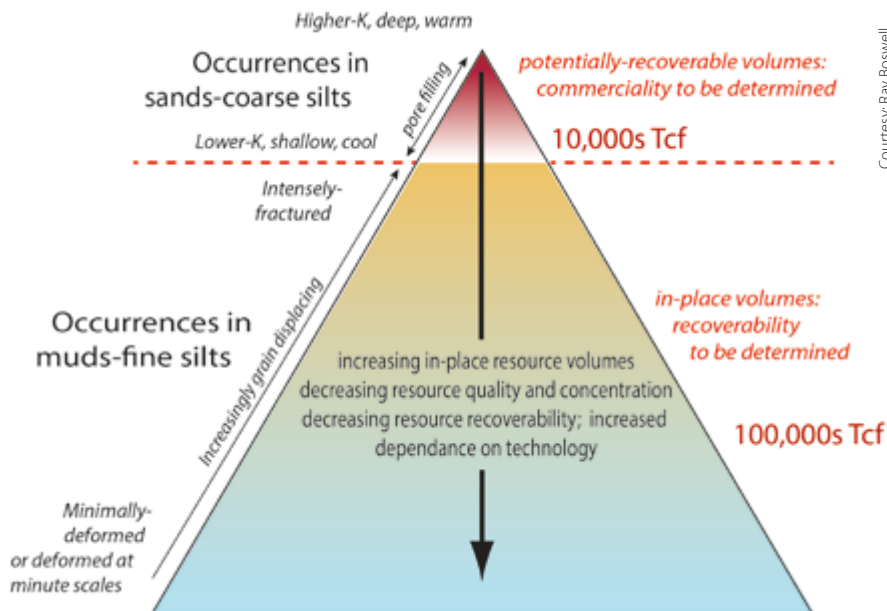 Higher-K, deep, warm
Occurrences in
sands-coarse silts
pore filling
potentially-recoverable volumes:
commerciality to be determined
Courtesy: Ray Boswell
Lower-K, shallow, cool
10,000s Tcf
Intensely-
fractured
Occurrences in
muds-fine silts
Increasingly grain displacing
in-place volumes:
recoverability
to be determined
increasing in-place resource volumes
decreasing resource quality and concentration
decreasing resource recoverability; increased
dependance on technology
100,000s Tcf
Minimally-
deformed
or deformed at
minute scales